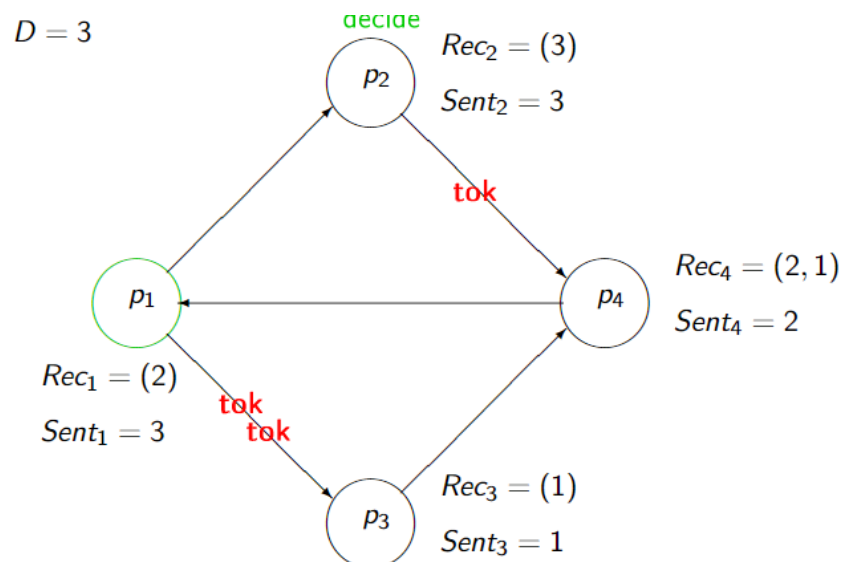 decide
D = 3
Rec₂ = (3)
p₂
Sent₂ = 3
tok
Rec₄ = (2, 1)
p₁
p₄
Sent₄ = 2
Rec₁ = (2)
tok
Sent₁ = 3
tok
Rec₃ = (1)
p₃
Sent₃ = 1